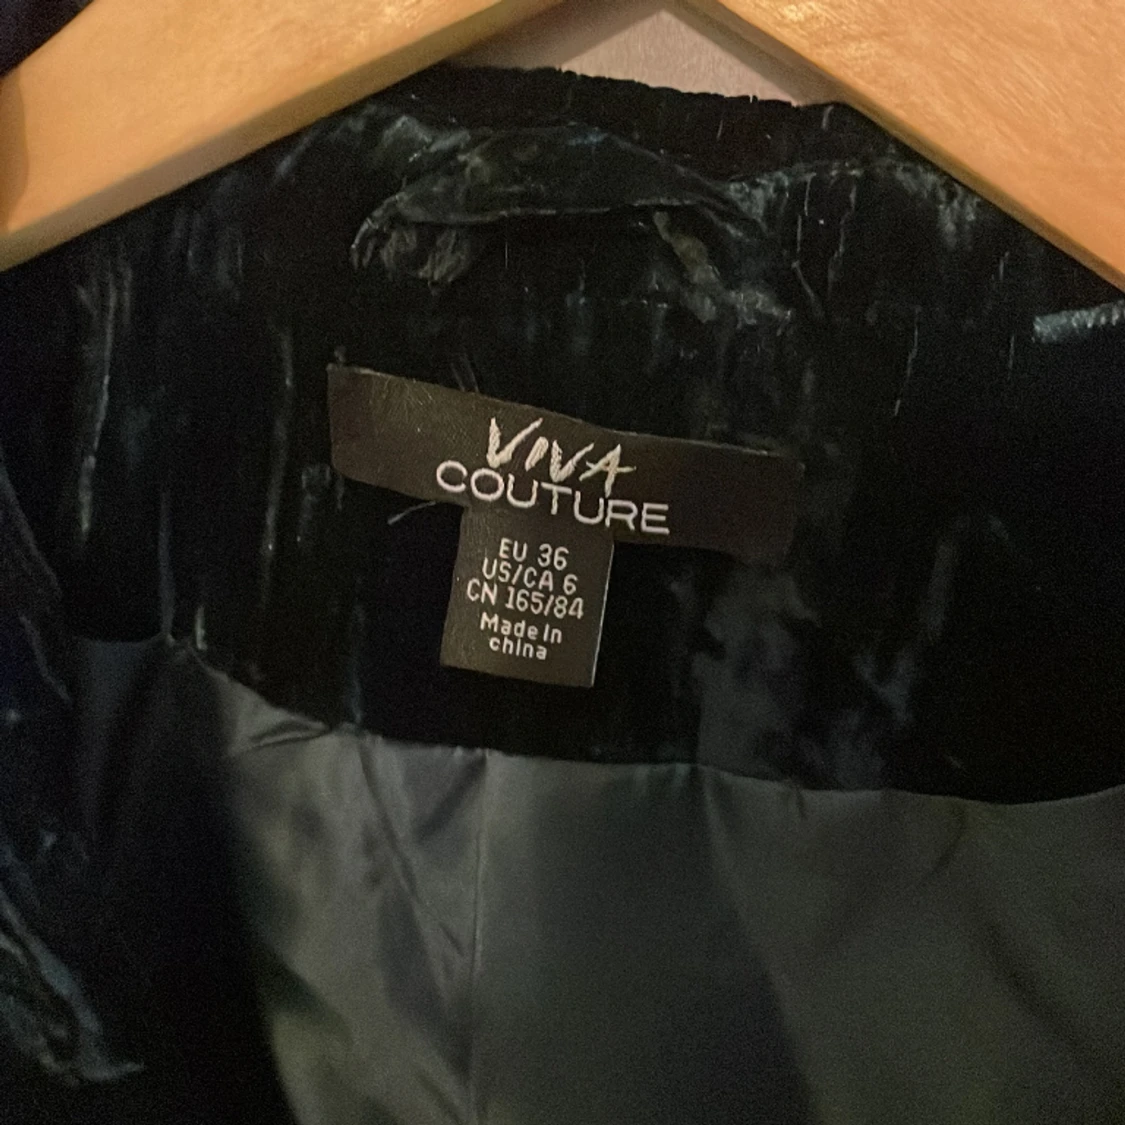 VIVA
COUTURE
EU 36
US/CA 6
CN 165/84
Made in
china